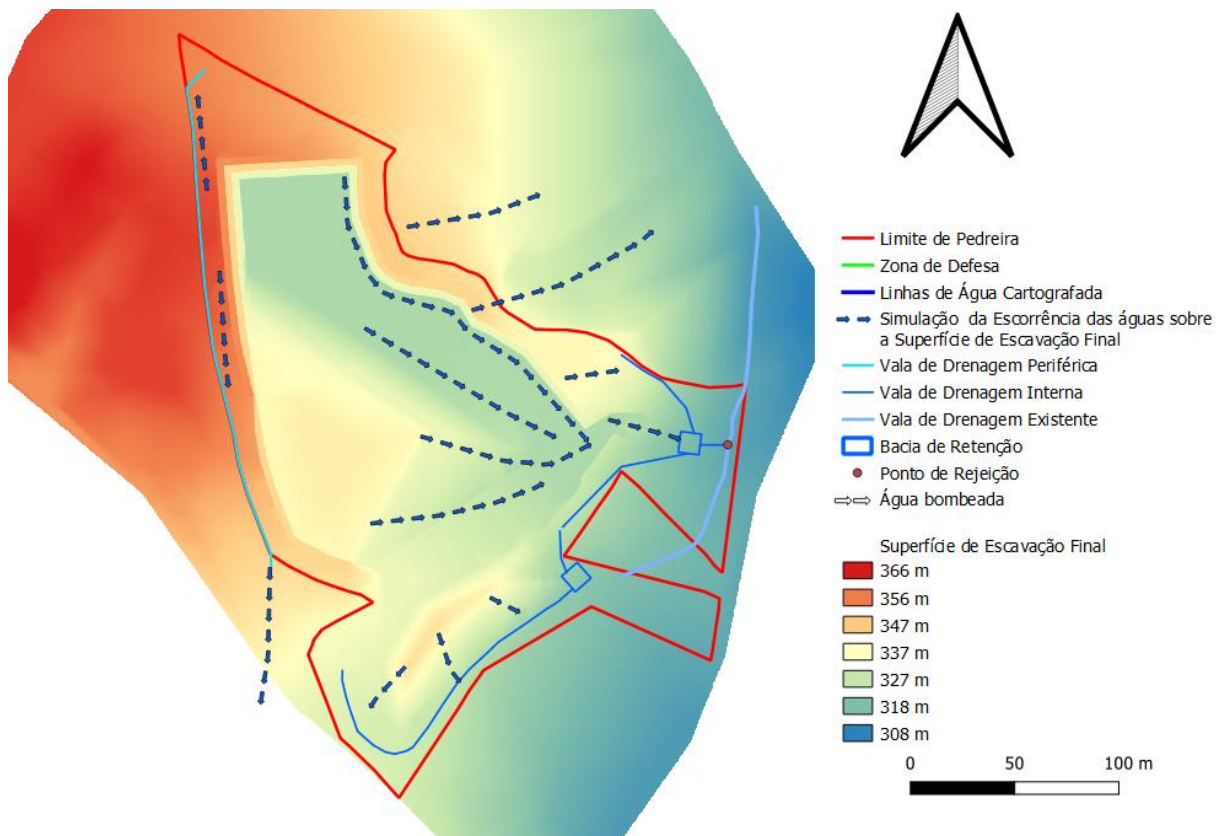 Limite de Pedreira
Zona de Defesa
Linhas de Água Cartografada
Simulação da Escorrência das águas sobre
a Superfície de Escavação Final
Vala de Drenagem Periférica
Vala de Drenagem Interna
Vala de Drenagem Existente
Bacia de Retenção
Ponto de Rejeição
Água bombeada
Superfície de Escavação Final
366 m
356 m
347 m
337 m
327 m
318 m
308 m
0 50 100 m